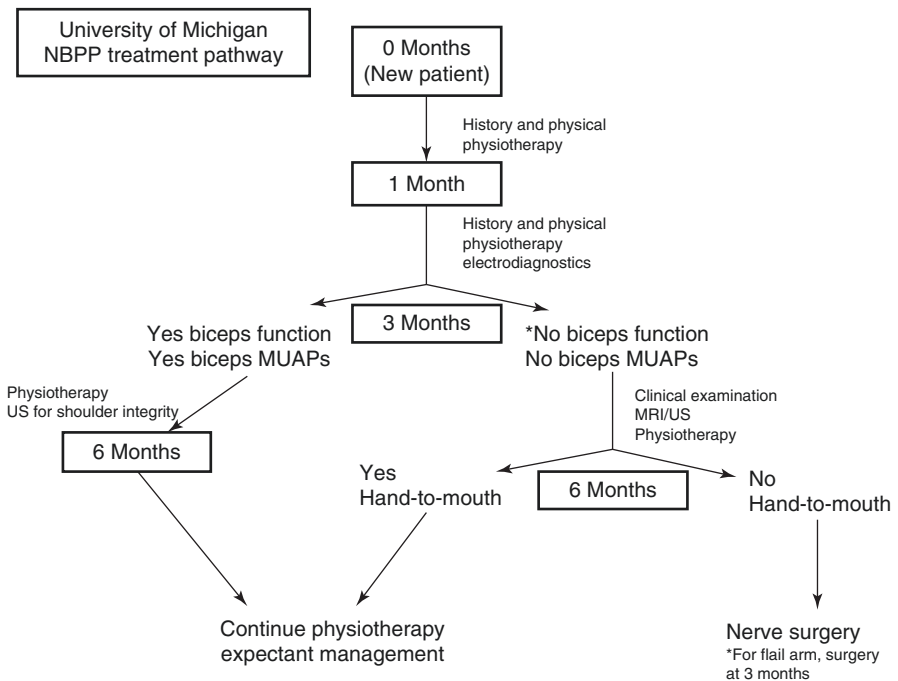 University of Michigan
NBPP treatment pathway
0 Months
(New patient)
History and physical
physiotherapy
1 Month
History and physical
physiotherapy
electrodiagnostics
3 Months
Yes biceps function
Yes biceps MUAPs
*No biceps function
No biceps MUAPs
Physiotherapy
US for shoulder integrity
6 Months
Clinical examination
MRI/US
Physiotherapy
Yes
Hand-to-mouth
6 Months
No
Hand-to-mouth
Continue physiotherapy
expectant management
Nerve surgery
*For flail arm, surgery
at 3 months